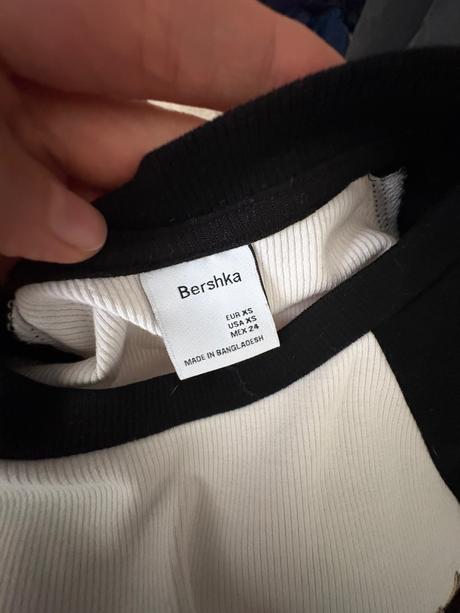 Bershka
EUR XS
USA XS
MEX 24
MADE IN BANGLADESH